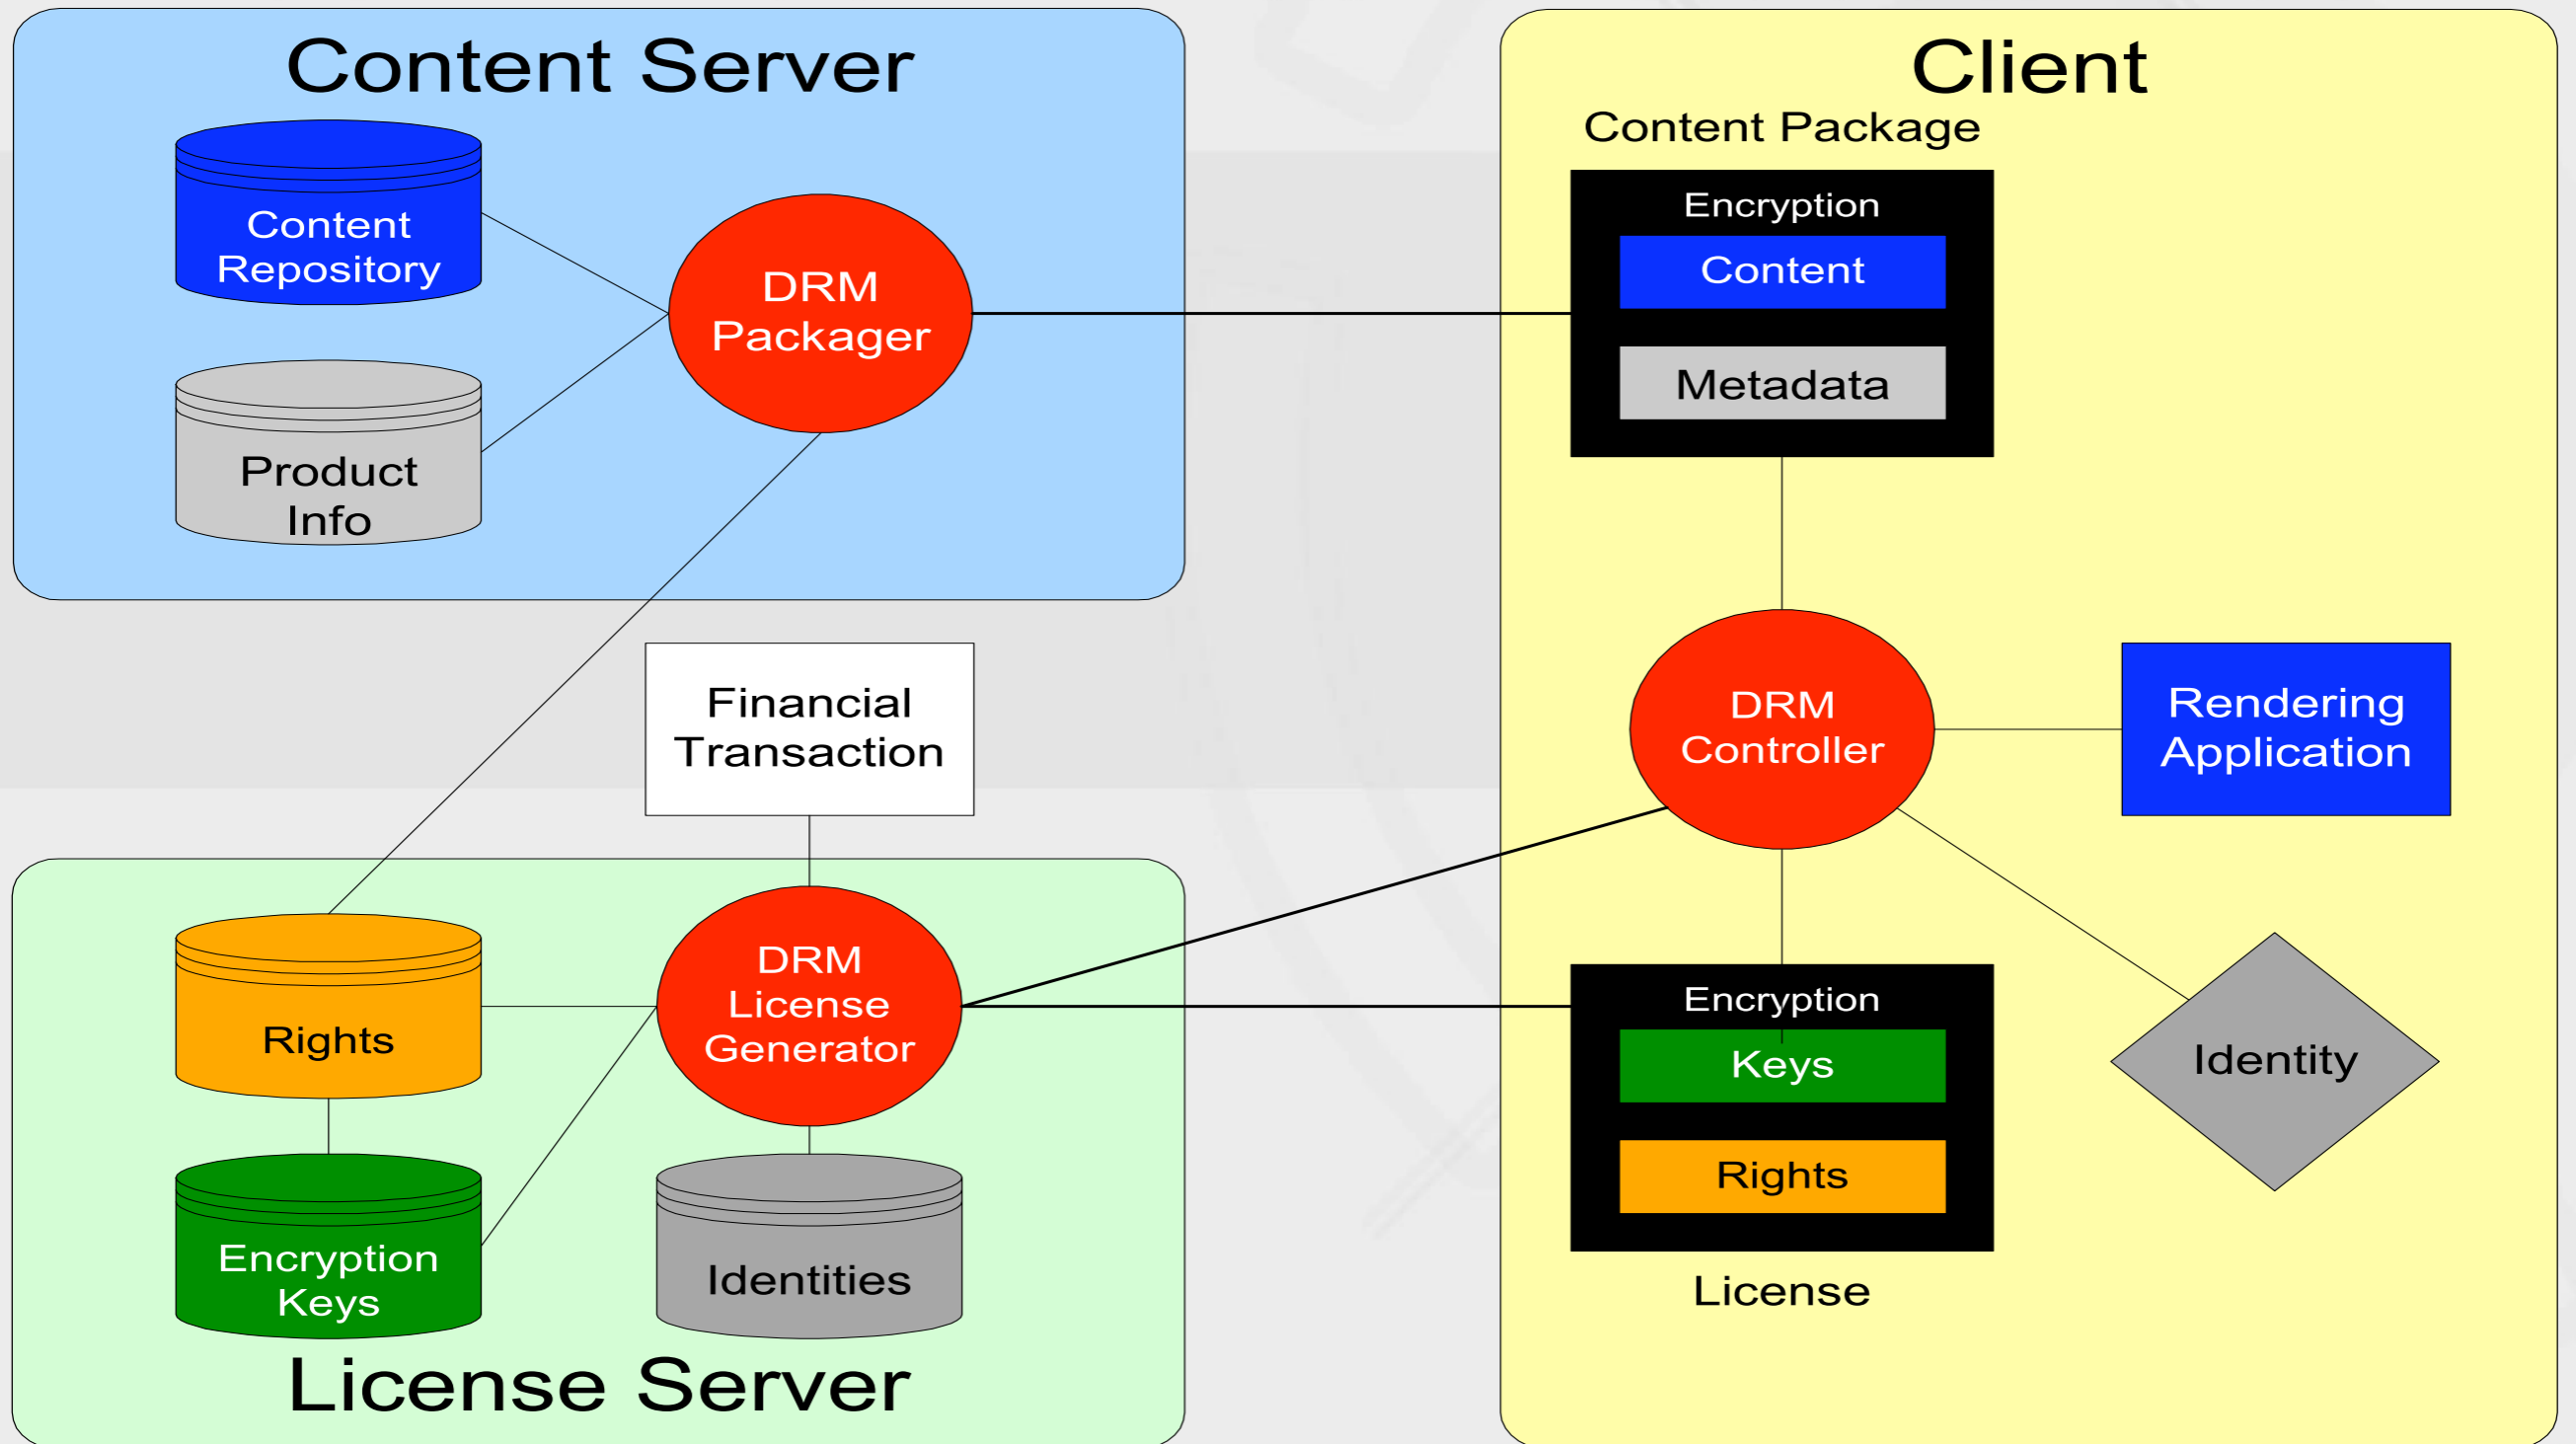 Content Server
Content
Repository
DRM
Packager
Product
Info
Client
Content Package
Encryption
Content
Metadata
Financial
Transaction
DRM
Controller
Rendering
Application
Rights
DRM
License
Generator
Encryption
Keys
Identities
License Server
Encryption
Keys
Rights
License
Identity